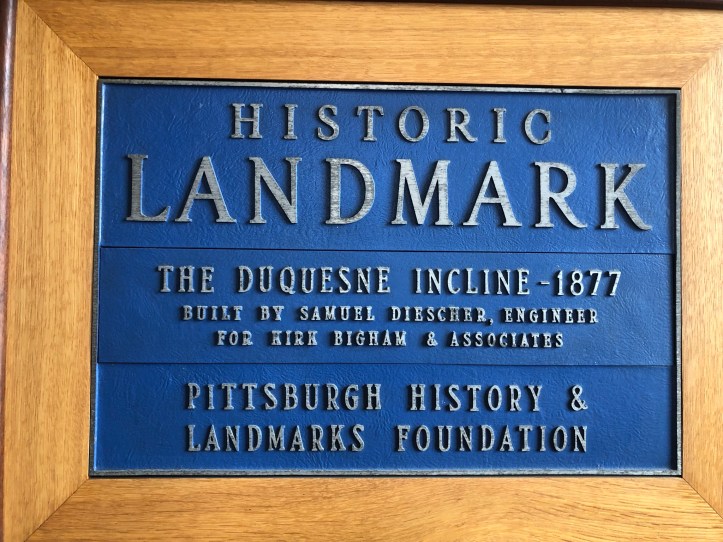 HISTORIC
LANDMARK
THE DUQUESNE INCLINE - 1877
BUILT BY SAMUEL DIESCHER, ENGINEER
FOR KIRK BIGHAM & ASSOCIATES
PITTSBURGH HISTORY &
LANDMARKS FOUNDATION